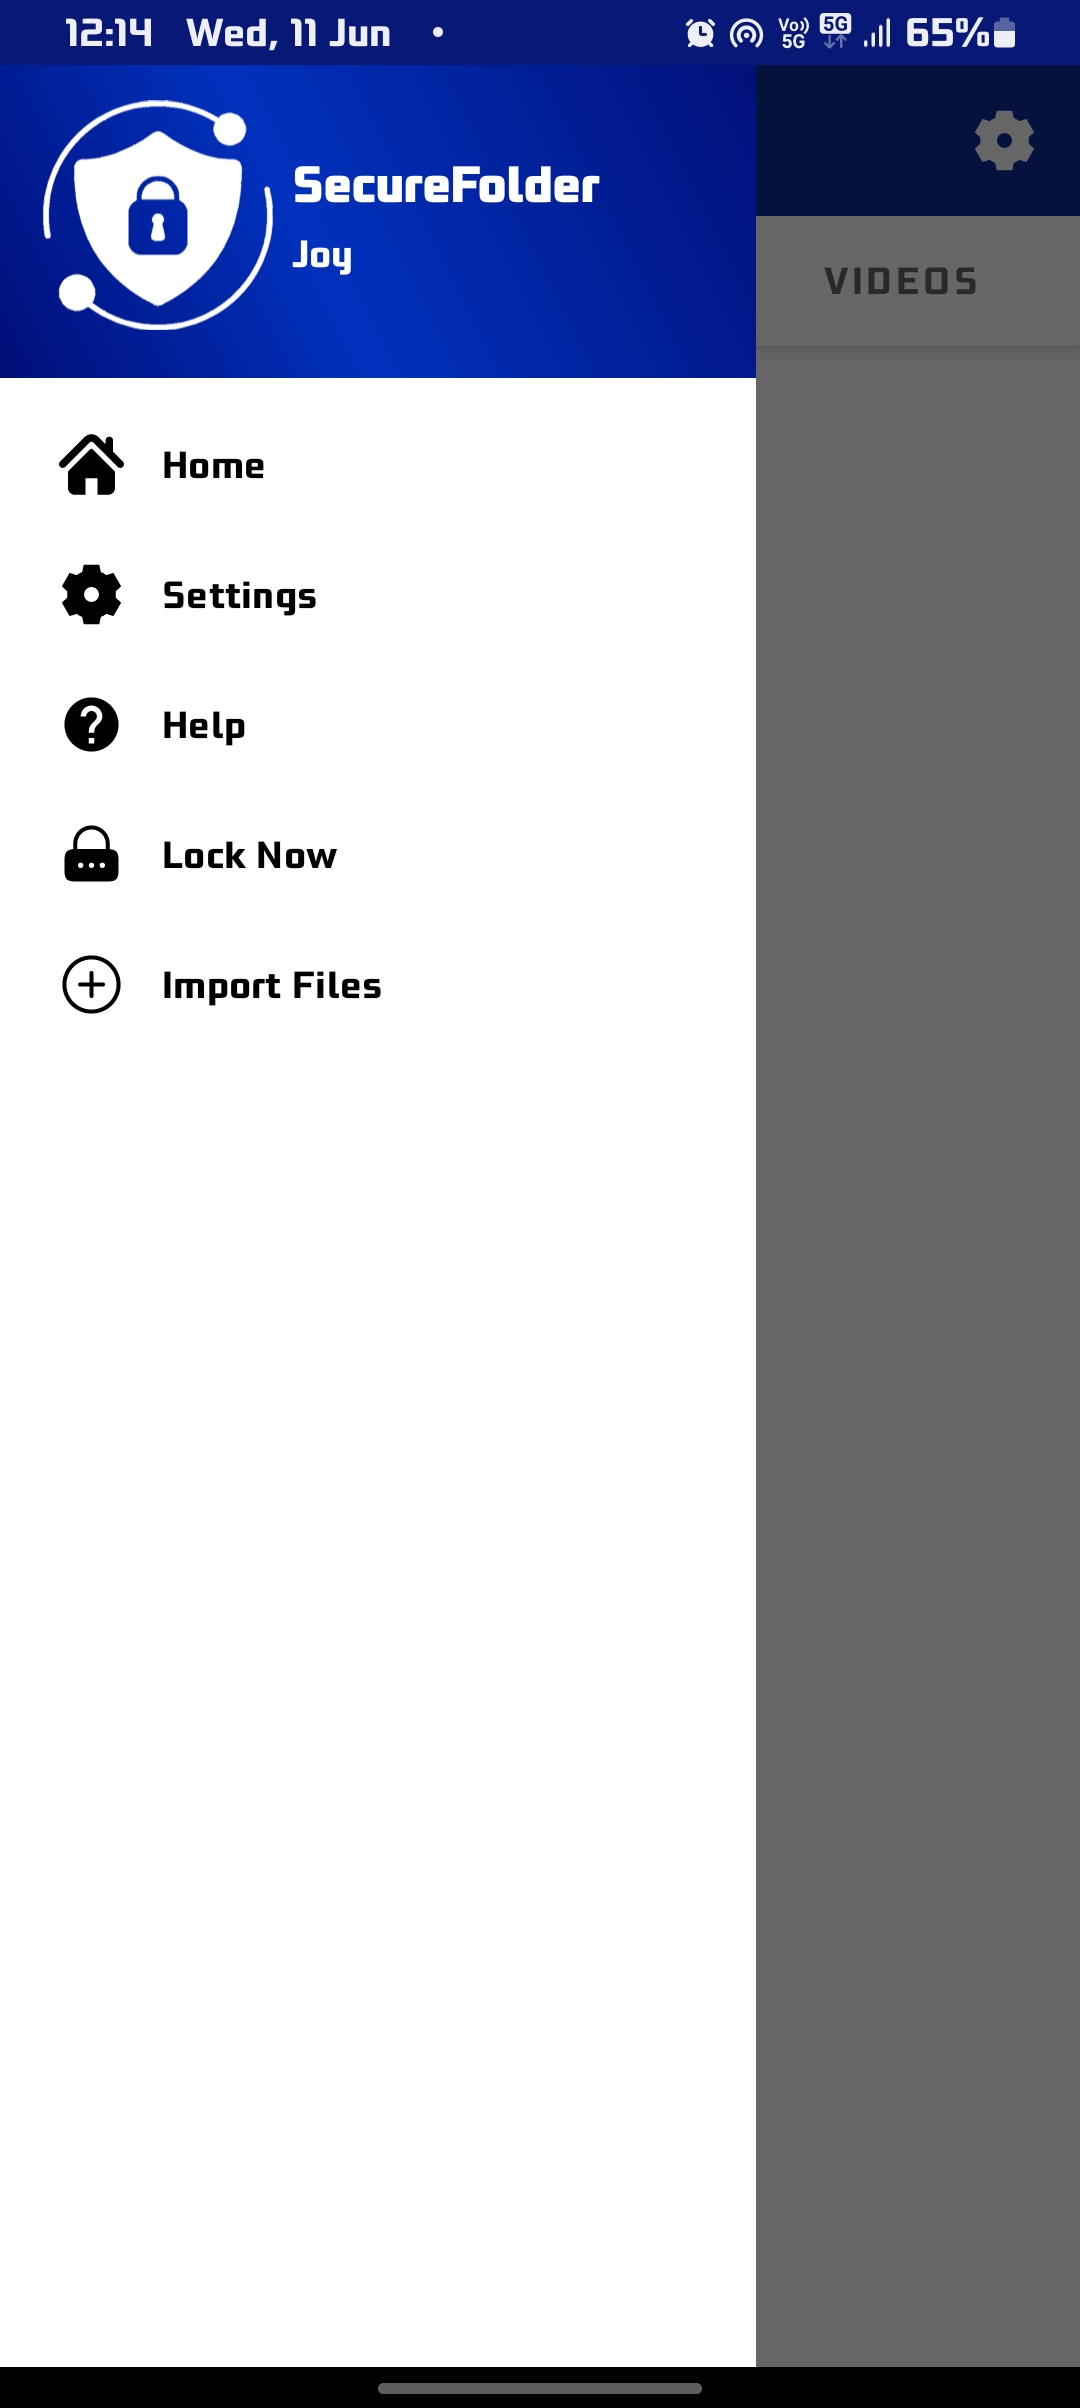 12:14 Wed, 11 Jun
Vo)) 5G 5G 65%
SecureFolder
Joy
VIDEOS
Home
Settings
Help
Lock Now
Import Files